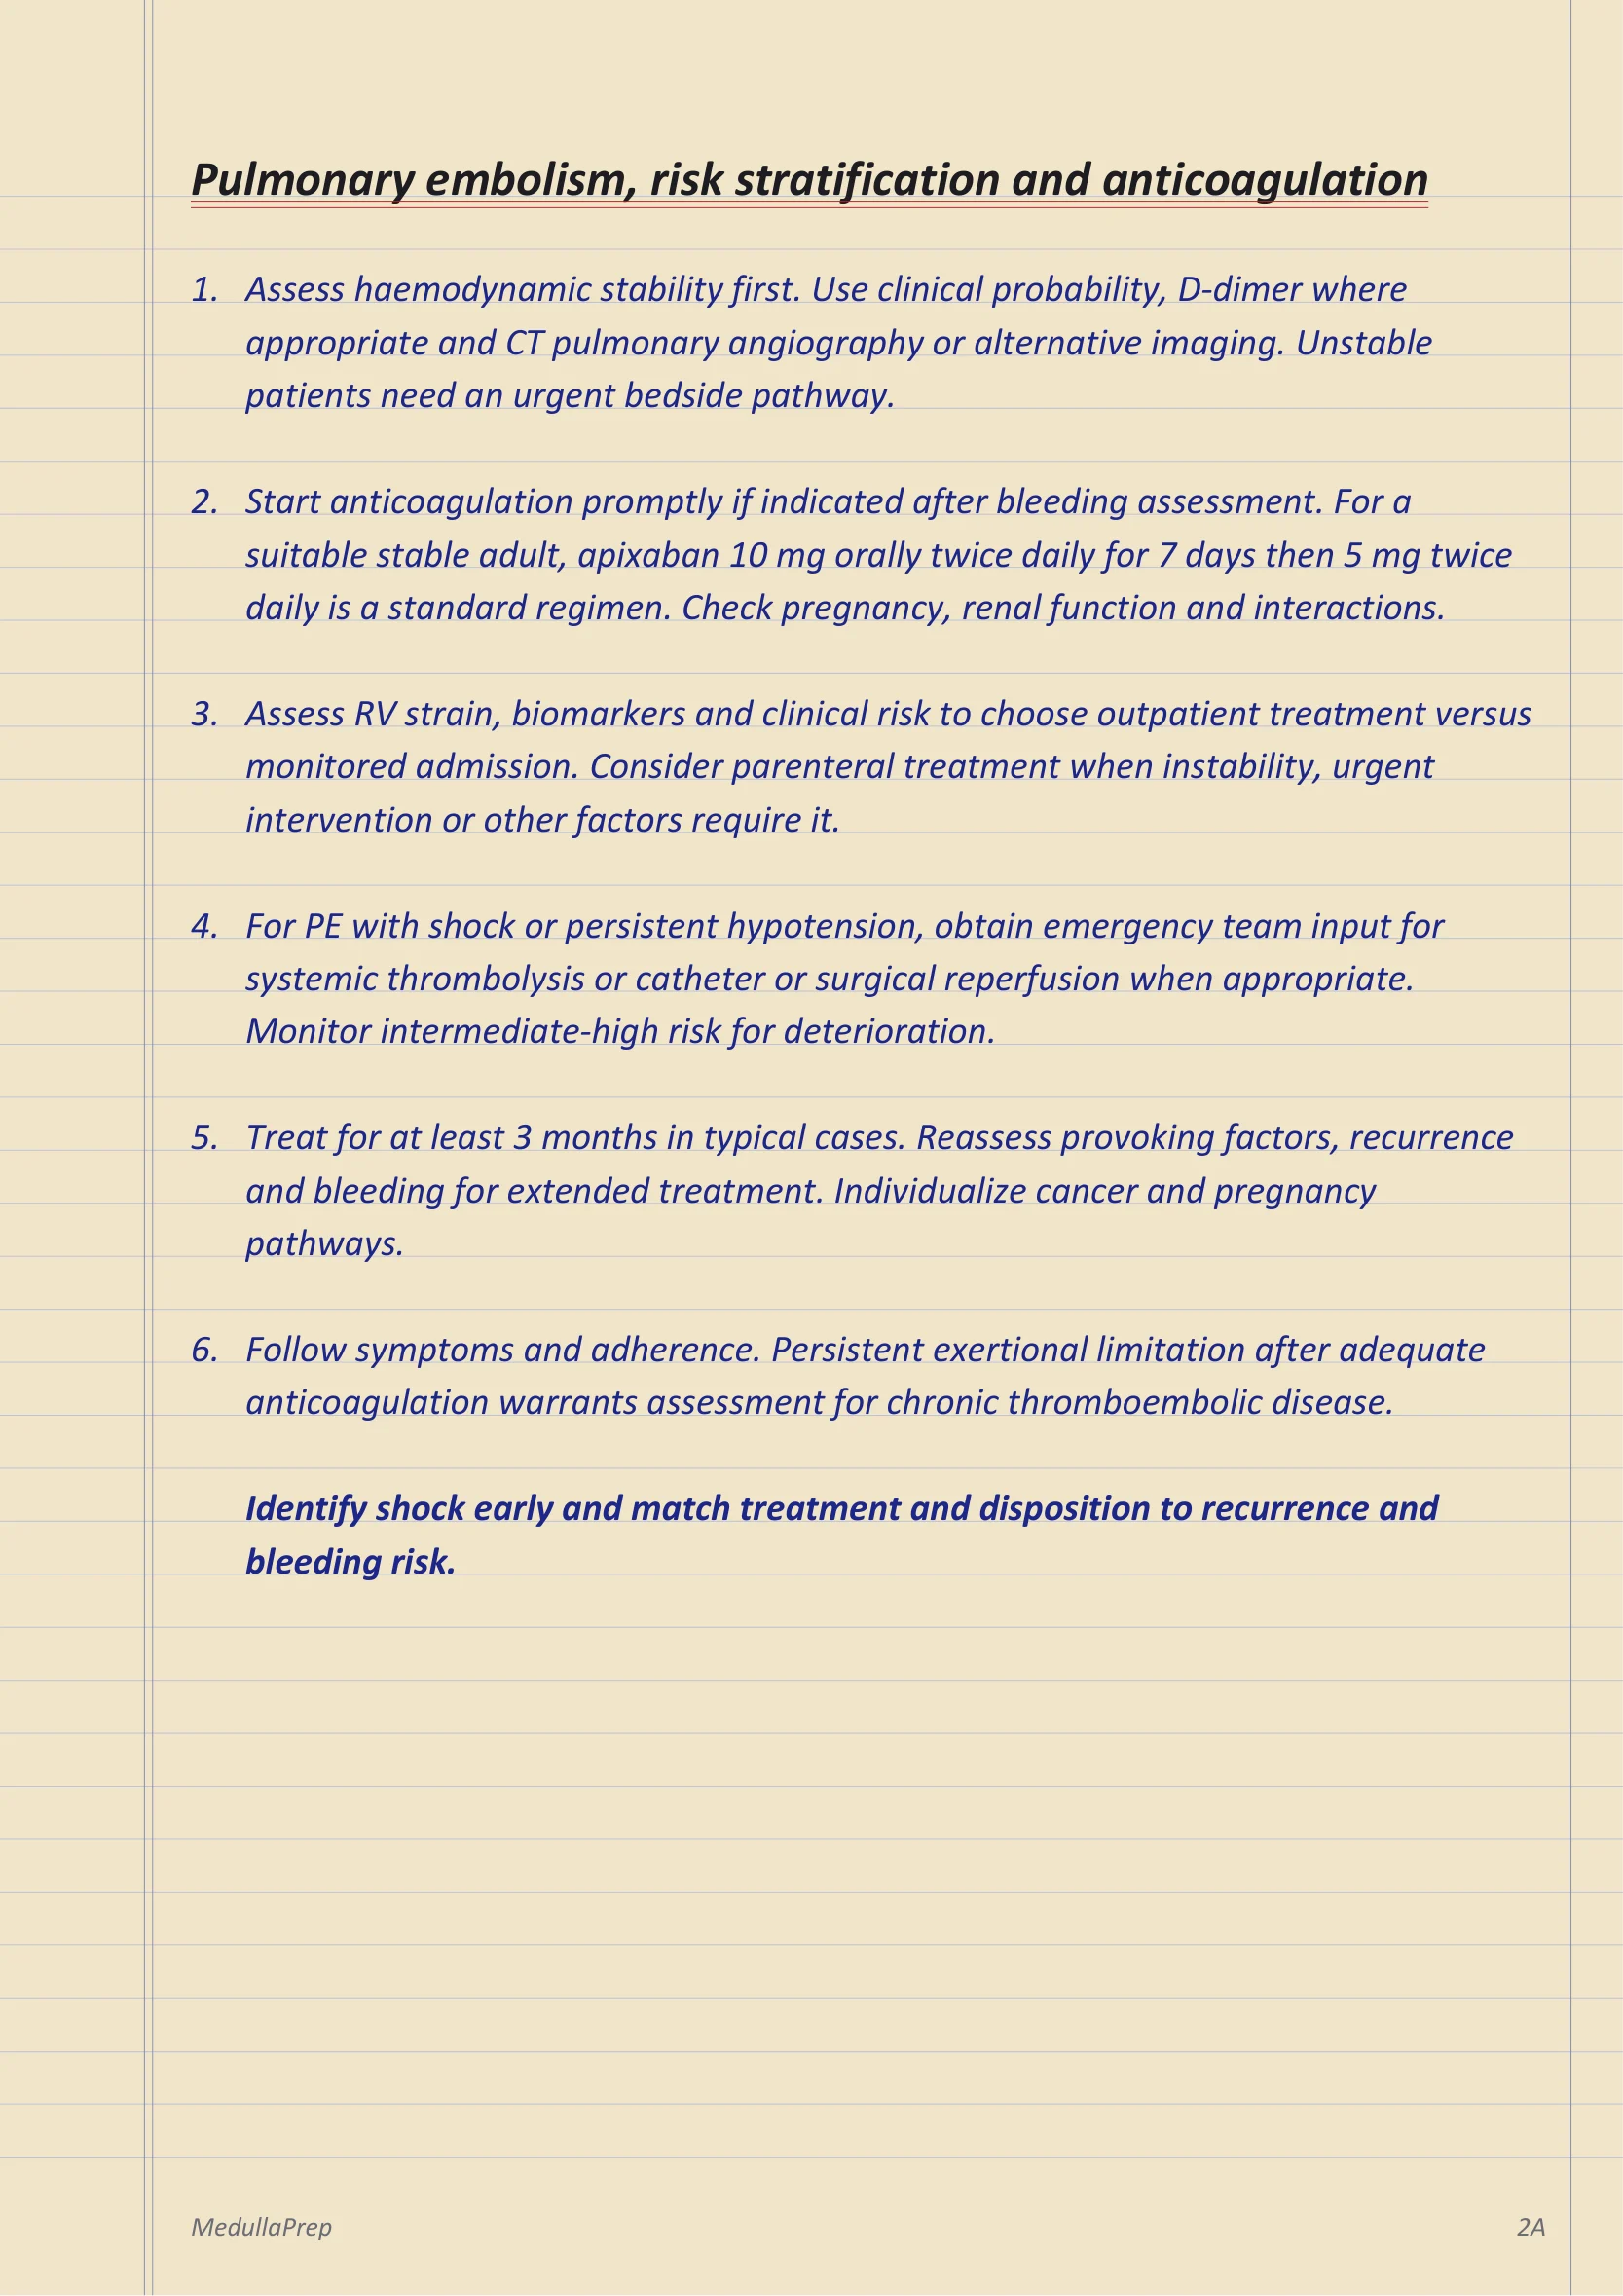 Pulmonary embolism, risk stratification and anticoagulation
1. Assess haemodynamic stability first. Use clinical probability, D-dimer where
appropriate and CT pulmonary angiography or alternative imaging. Unstable
patients need an urgent bedside pathway.
2. Start anticoagulation promptly if indicated after bleeding assessment. For a
suitable stable adult, apixaban 10 mg orally twice daily for 7 days then 5 mg twice
daily is a standard regimen. Check pregnancy, renal function and interactions.
3. Assess RV strain, biomarkers and clinical risk to choose outpatient treatment versus
monitored admission. Consider parenteral treatment when instability, urgent
intervention or other factors require it.
4. For PE with shock or persistent hypotension, obtain emergency team input for
systemic thrombolysis or catheter or surgical reperfusion when appropriate.
Monitor intermediate-high risk for deterioration.
5. Treat for at least 3 months in typical cases. Reassess provoking factors, recurrence
and bleeding for extended treatment. Individualize cancer and pregnancy
pathways.
6. Follow symptoms and adherence. Persistent exertional limitation after adequate
anticoagulation warrants assessment for chronic thromboembolic disease.
Identify shock early and match treatment and disposition to recurrence and
bleeding risk.
MedullaPrep
2A